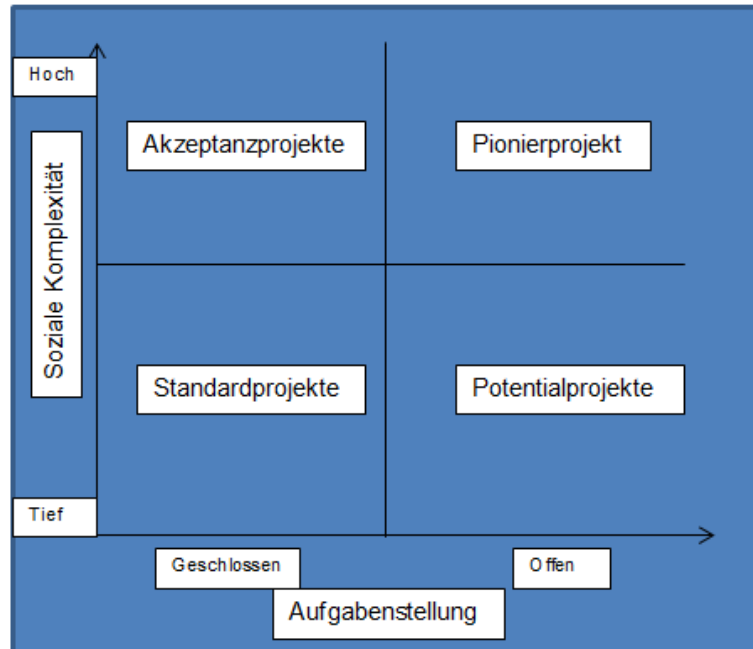 Hoch
Akzeptanzprojekte
Pionierprojekt
Soziale Komplexität
Standardprojekte
Potentialprojekte
Tief
Geschlossen
Offen
Aufgabenstellung